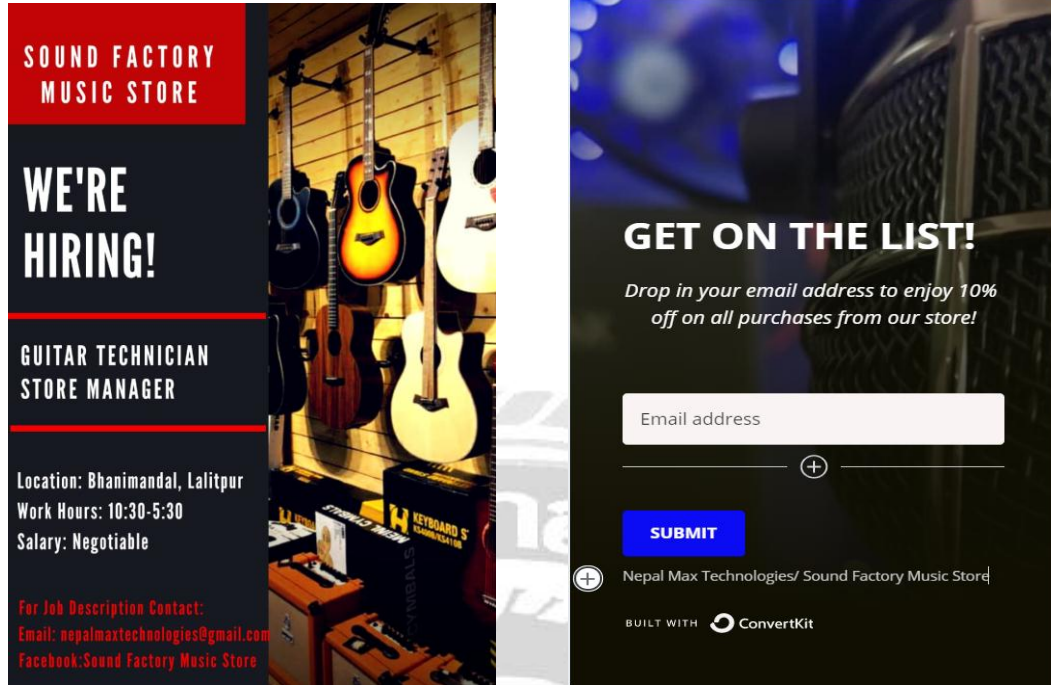 SOUND FACTORY
MUSIC STORE
WE'RE
HIRING!
GUITAR TECHNICIAN
STORE MANAGER
Location: Bhanimandal, Lalitpur
Work Hours: 10:30-5:30
Salary: Negotiable
For Job Description Contact:
Email: nepalmaxtechnologies@gmail.com
Facebook:Sound Factory Music Store
H KEYBOARD S
MEINL CYMBALS
CYMBALS
GET ON THE LIST!
Drop in your email address to enjoy 10%
off on all purchases from our store!
Email address
SUBMIT
Nepal Max Technologies/ Sound Factory Music Store
BUILT WITH ConvertKit